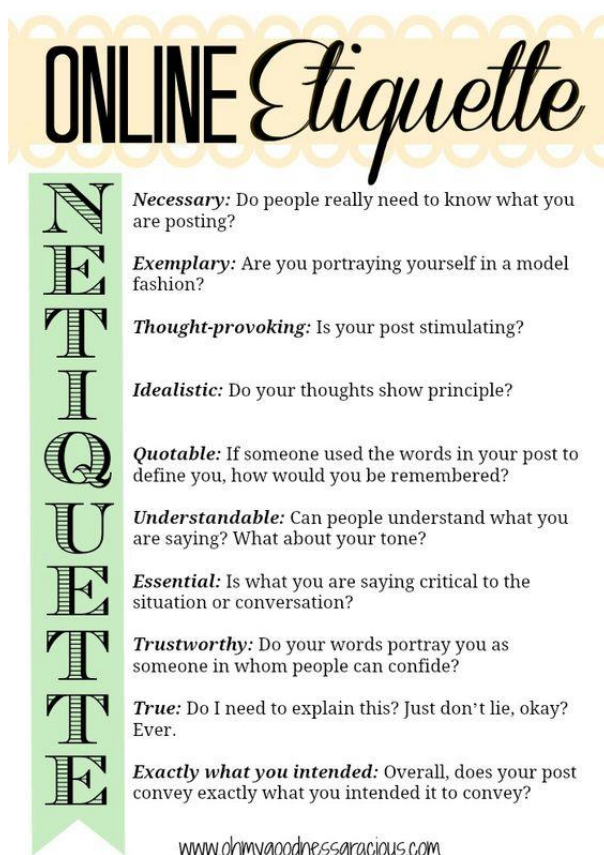 ONLINE Etiquette
NETIQUETTE
Necessary: Do people really need to know what you
are posting?
Exemplary: Are you portraying yourself in a model
fashion?
Thought-provoking: Is your post stimulating?
Idealistic: Do your thoughts show principle?
Quotable: If someone used the words in your post to
define you, how would you be remembered?
Understandable: Can people understand what you
are saying? What about your tone?
Essential: Is what you are saying critical to the
situation or conversation?
Trustworthy: Do your words portray you as
someone in whom people can confide?
True: Do I need to explain this? Just don't lie, okay?
Ever.
Exactly what you intended: Overall, does your post
convey exactly what you intended it to convey?
www.ohmygoodnessgracious.com